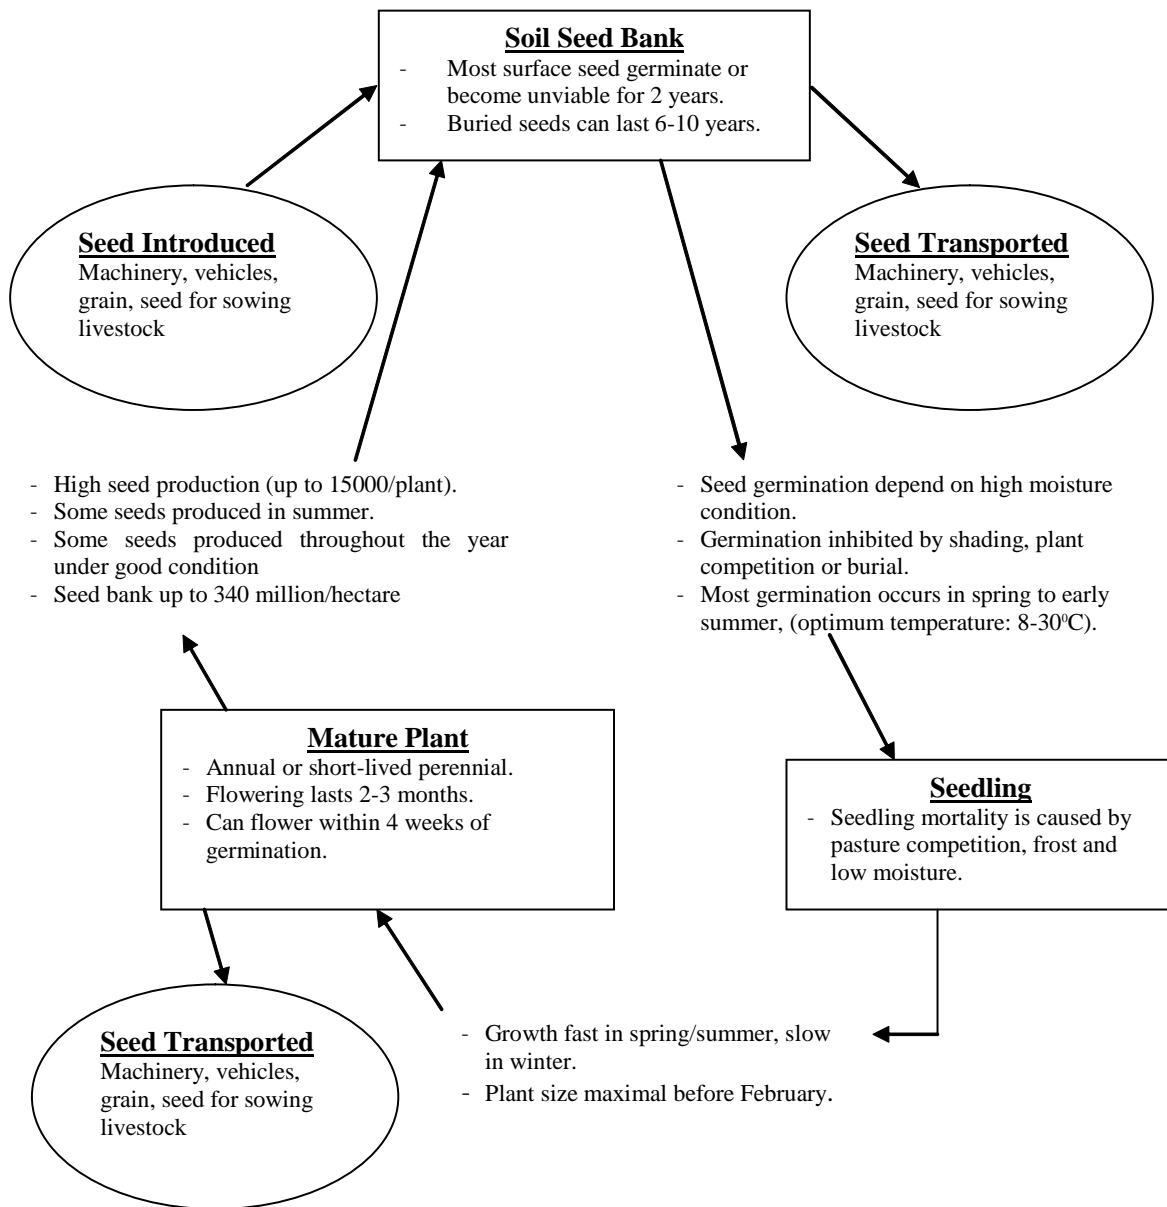 Soil Seed Bank
- Most surface seed germinate or
become unviable for 2 years.
- Buried seeds can last 6-10 years.
Seed Introduced
Machinery, vehicles,
grain, seed for sowing
livestock
Seed Transported
Machinery, vehicles,
grain, seed for sowing
livestock
- High seed production (up to 15000/plant).
- Some seeds produced in summer.
- Some seeds produced throughout the year
under good condition
- Seed bank up to 340 million/hectare
- Seed germination depend on high moisture
condition.
- Germination inhibited by shading, plant
competition or burial.
- Most germination occurs in spring to early
summer, (optimum temperature: 8-30⁰C).
Mature Plant
- Annual or short-lived perennial.
- Flowering lasts 2-3 months.
- Can flower within 4 weeks of
germination.
Seedling
- Seedling mortality is caused by
pasture competition, frost and
low moisture.
- Growth fast in spring/summer, slow
in winter.
- Plant size maximal before February.
Seed Transported
Machinery, vehicles,
grain, seed for sowing
livestock